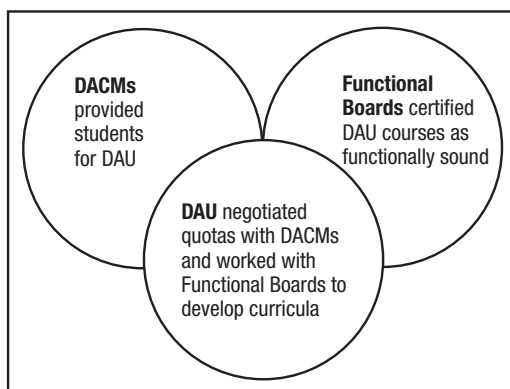 DACMs
provided
students
for DAU
Functional
Boards certified
DAU courses as
functionally sound
DAU negotiated
quotas with DACMs
and worked with
Functional Boards to
develop curricula